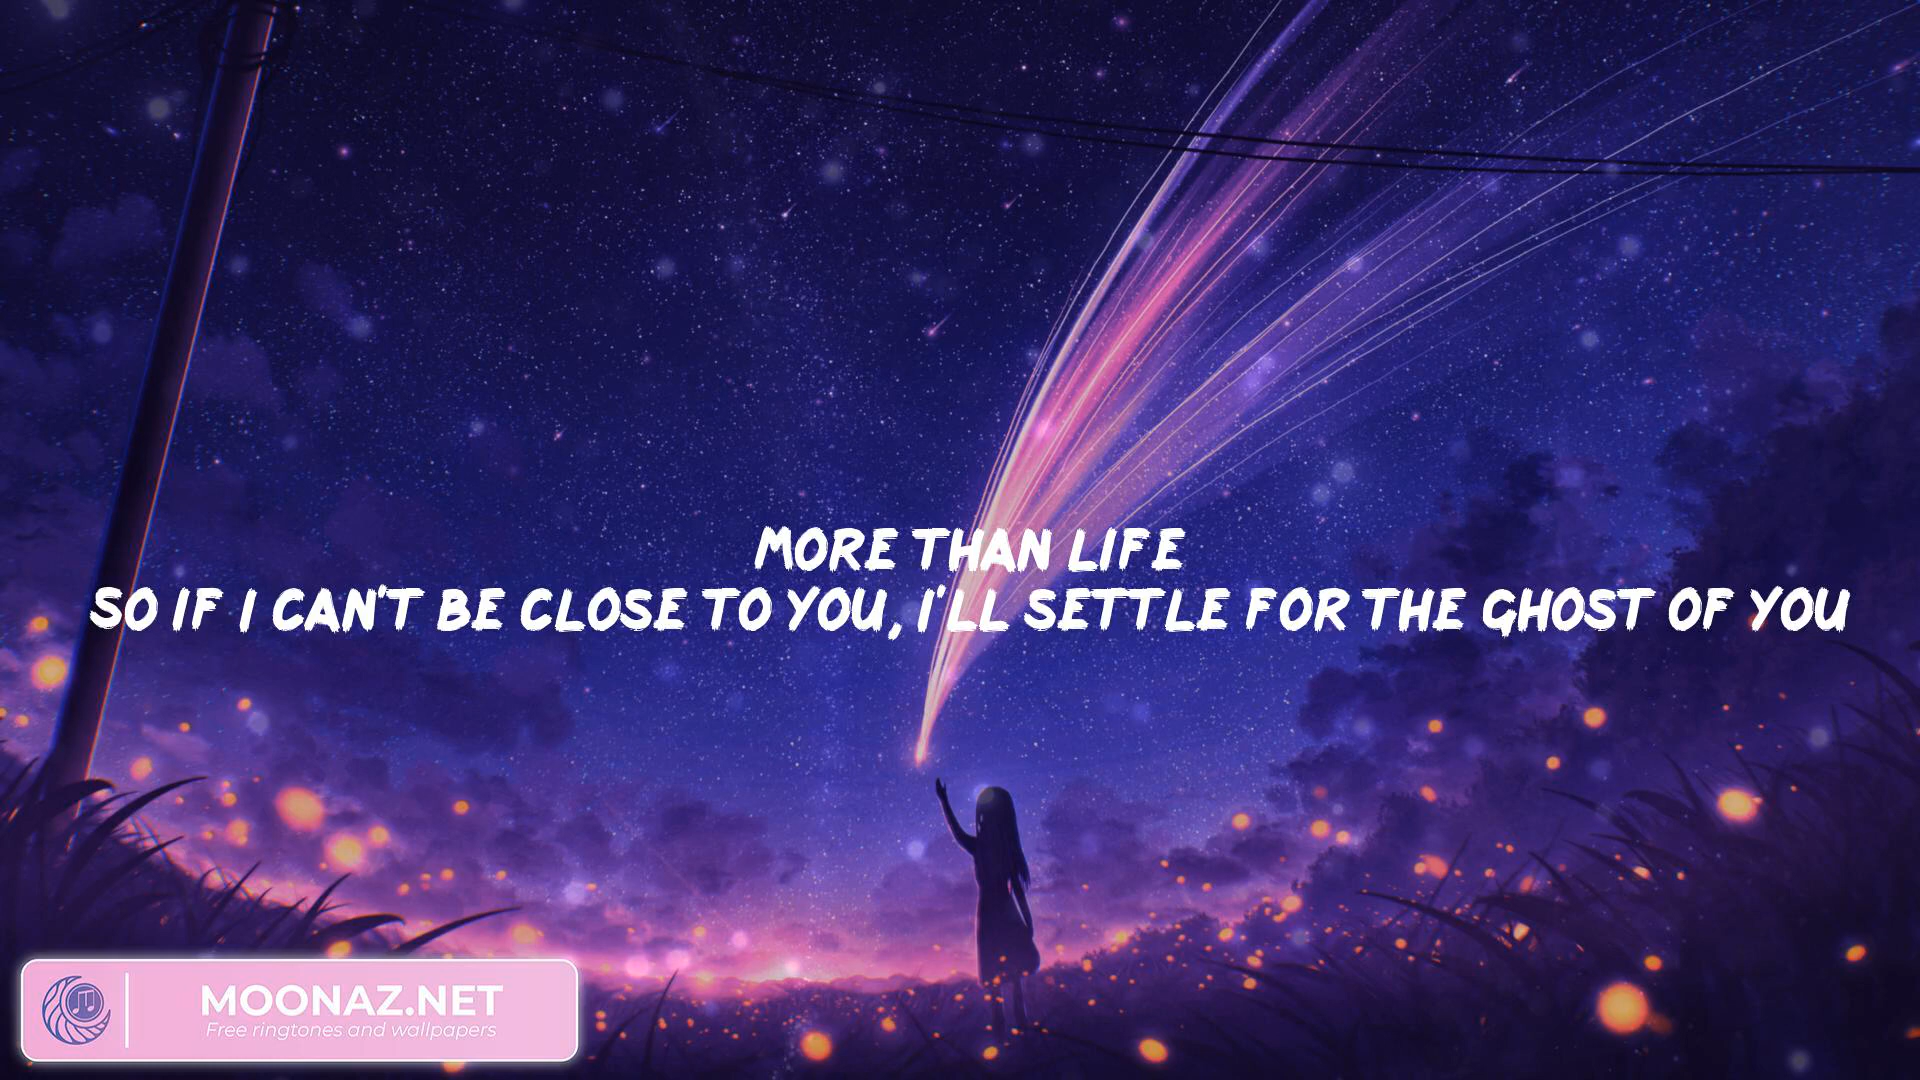 MORE THAN LIFE
SO IF I CAN'T BE CLOSE TO YOU, I'LL SETTLE FOR THE GHOST OF YOU
MOONAZ.NET
Free ringtones and wallpapers